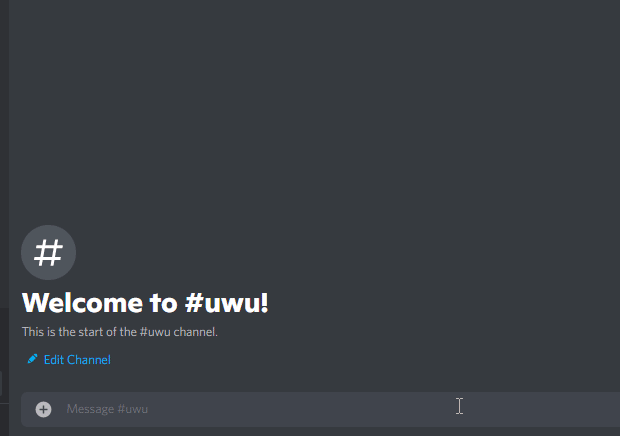 #
Welcome to #uwu!
This is the start of the #uwu channel.
Edit Channel
Message #uwu